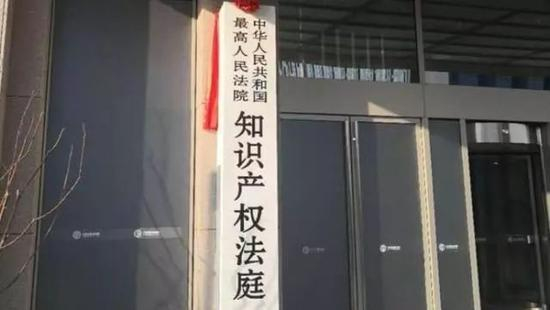 中华人民共和国
最高人民法院
知识产权法庭